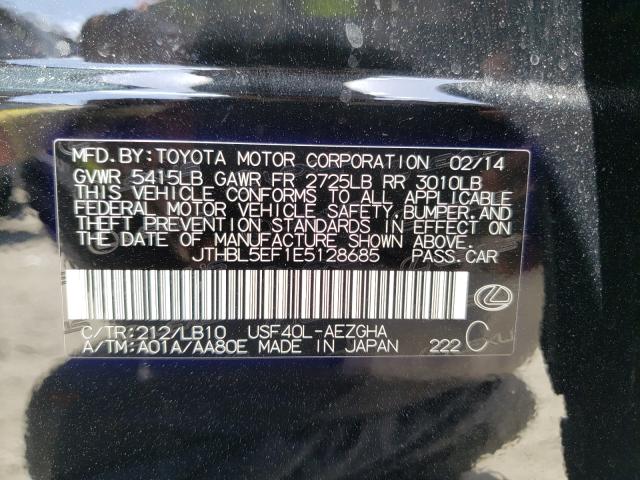 MFD. BY: TOYOTA MOTOR CORPORATION 02/14
GVWR 5415LB GAWR FR 2725LB RR 3010LB
THIS VEHICLE CONFORMS TO ALL APPLICABLE
FEDERAL MOTOR VEHICLE SAFETY, BUMPER, AND
THEFT PREVENTION STANDARDS IN EFFECT ON
THE DATE OF MANUFACTURE SHOWN ABOVE.
JTHBL5EF1E5128685 PASS. CAR
C/TR: 212/LB10 USF40L-AEZGHA
A/TM: A01A/AA80E MADE IN JAPAN 222 C